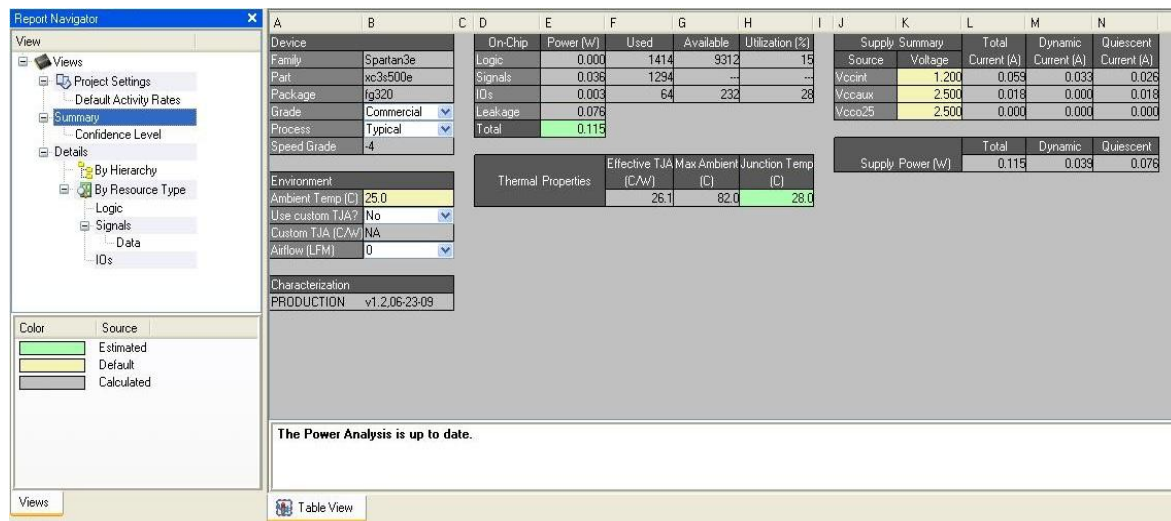 Report Navigator
View
Views
Project Settings
Default Activity Rates
Summary
Confidence Level
Details
By Hierarchy
By Resource Type
Logic
Signals
Data
IOs
Color Source
Estimated
Default
Calculated
Views
A B C D E F G H I J K L M N
Device
Family Spartan3e
Part xc3s500e
Package fg320
Grade Commercial
Process Typical
Speed Grade -4
Environment
Ambient Temp (C) 25.0
Use custom TJA? No
Custom TJA (C/W) NA
Airflow (LFM) 0
Characterization
PRODUCTION v1.2,06-23-09
On-Chip Power (W) Used Available Utilization (%)
Logic 0.000 1414 9312 15
Signals 0.036 1294 --- ---
IOs 0.003 64 232 28
Leakage 0.076
Total 0.115
Effective TJA Max Ambient Junction Temp
Thermal Properties (C/W) (C) (C)
26.1 82.0 28.0
Supply Summary Total Dynamic Quiescent
Source Voltage Current (A) Current (A) Current (A)
Vccint 1.200 0.059 0.033 0.026
Vccaux 2.500 0.018 0.000 0.018
Vcco25 2.500 0.000 0.000 0.000
Total Dynamic Quiescent
Supply Power (W) 0.115 0.039 0.076
The Power Analysis is up to date.
Table View